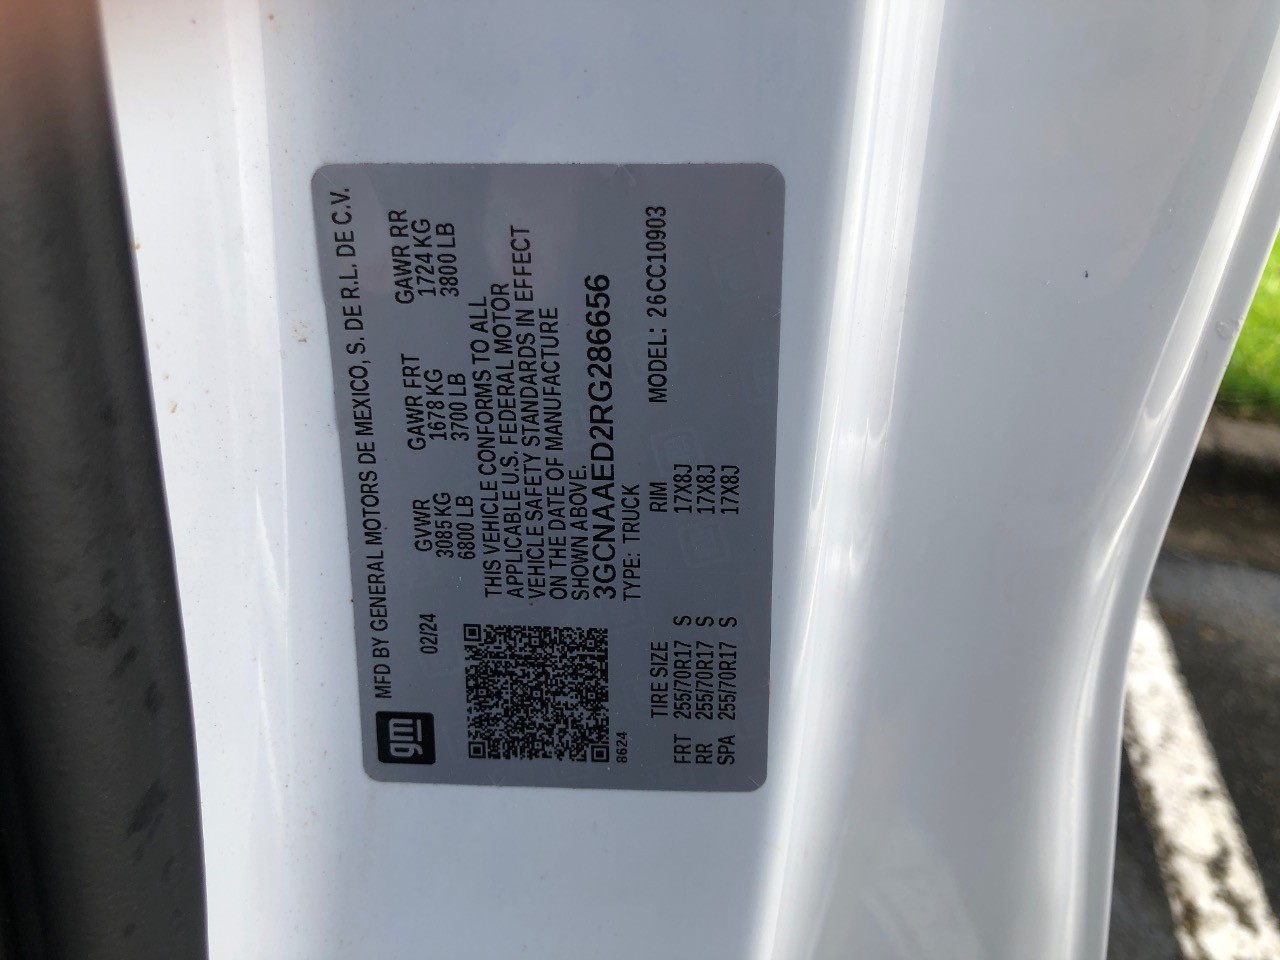 gm
MFD BY GENERAL MOTORS DE MEXICO, S. DE R.L. DE C.V.
02/24
GVWR GAWR FRT GAWR RR
3085 KG 1678 KG 1724 KG
6800 LB 3700 LB 3800 LB
THIS VEHICLE CONFORMS TO ALL
APPLICABLE U.S. FEDERAL MOTOR
VEHICLE SAFETY STANDARDS IN EFFECT
ON THE DATE OF MANUFACTURE
SHOWN ABOVE.
3GCNAAED2RG286656
8624
TYPE: TRUCK MODEL: 26CC10903
TIRE SIZE RIM
FRT 255/70R17 S 17X8J
RR 255/70R17 S 17X8J
SPA 255/70R17 S 17X8J